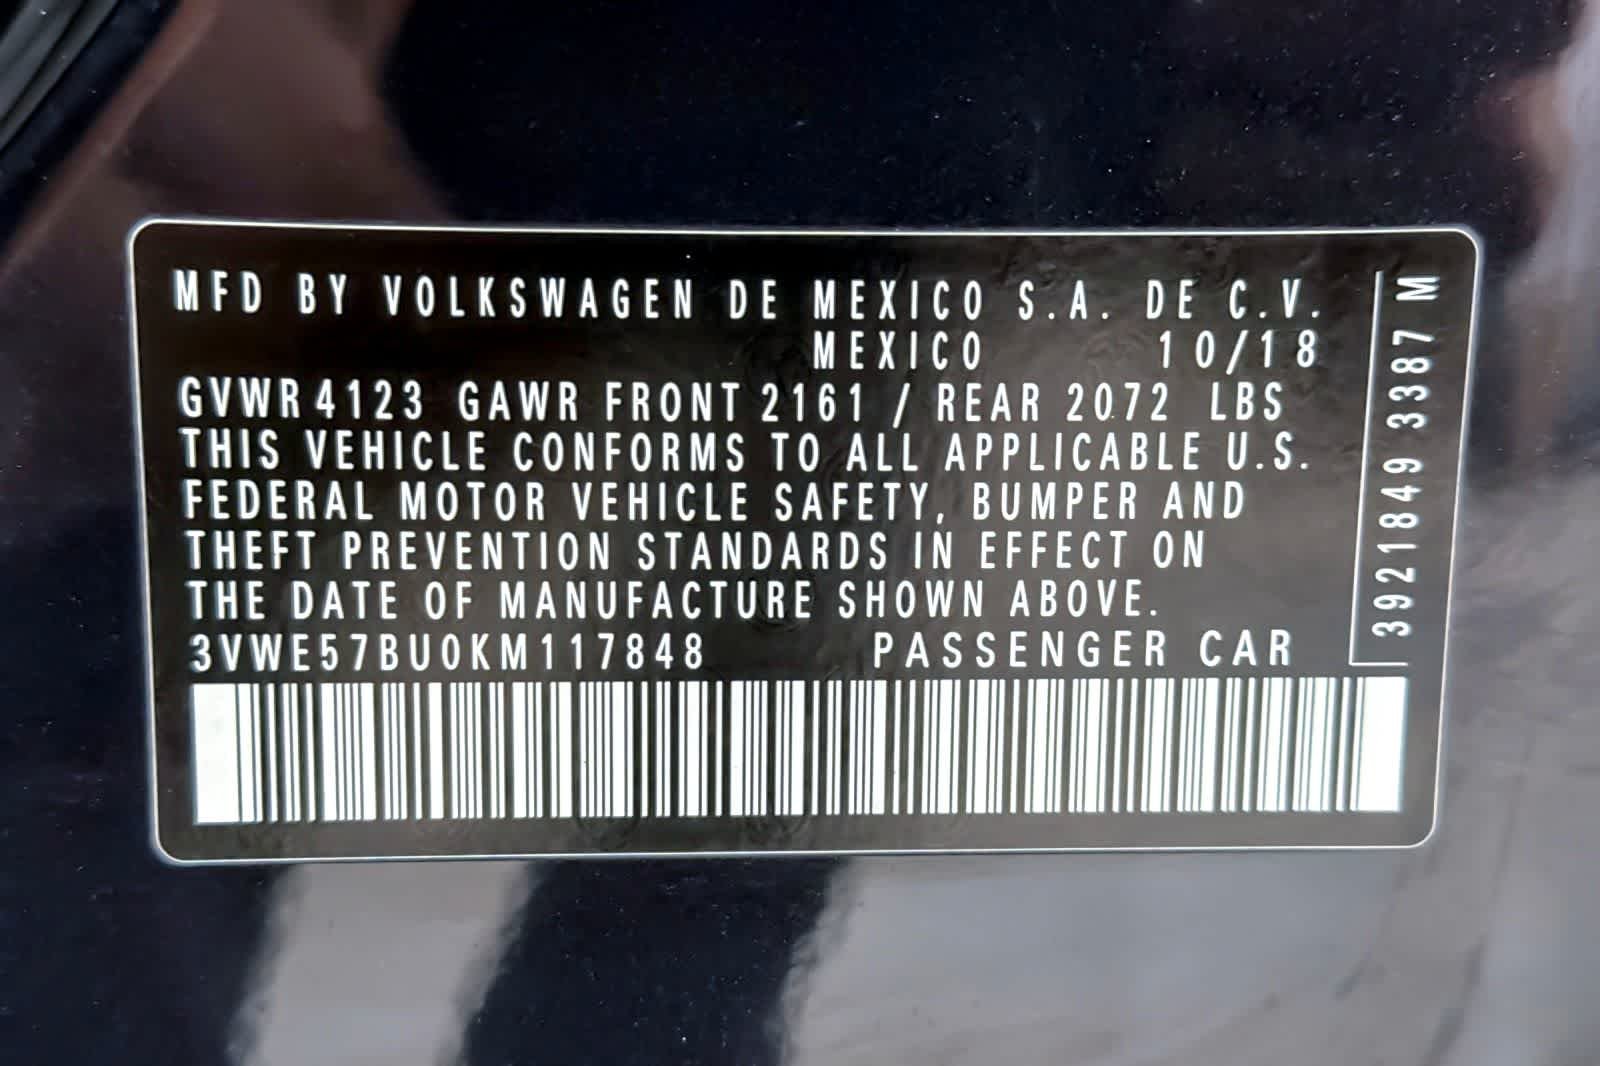 MFD BY VOLKSWAGEN DE MEXICO S.A. DE C.V.
MEXICO 10/18
GVWR 4123 GAWR FRONT 2161 / REAR 2072 LBS
THIS VEHICLE CONFORMS TO ALL APPLICABLE U.S.
FEDERAL MOTOR VEHICLE SAFETY, BUMPER AND
THEFT PREVENTION STANDARDS IN EFFECT ON
THE DATE OF MANUFACTURE SHOWN ABOVE.
3VWE57BU0KM117848 PASSENGER CAR
3921849 3387 M